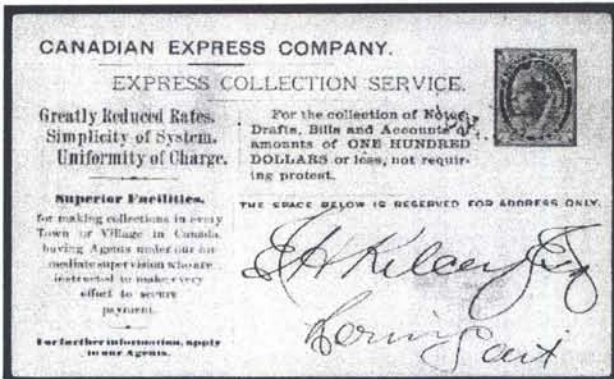 CANADIAN EXPRESS COMPANY.
EXPRESS COLLECTION SERVICE.
Greatly Reduced Rates.
Simplicity of System.
Uniformity of Charge.
For the collection of Notes,
Drafts, Bills and Accounts of
amounts of ONE HUNDRED
DOLLARS or less, not requir-
ing protest.
Superior Facilities,
for making collections in every
Town or Village in Canada,
having Agents under our im-
mediate supervision who are
instructed to make every
effort to secure
payment.
For further information, apply
to our Agents.
THE SPACE BELOW IS RESERVED FOR ADDRESS ONLY.
Kelcey Esq